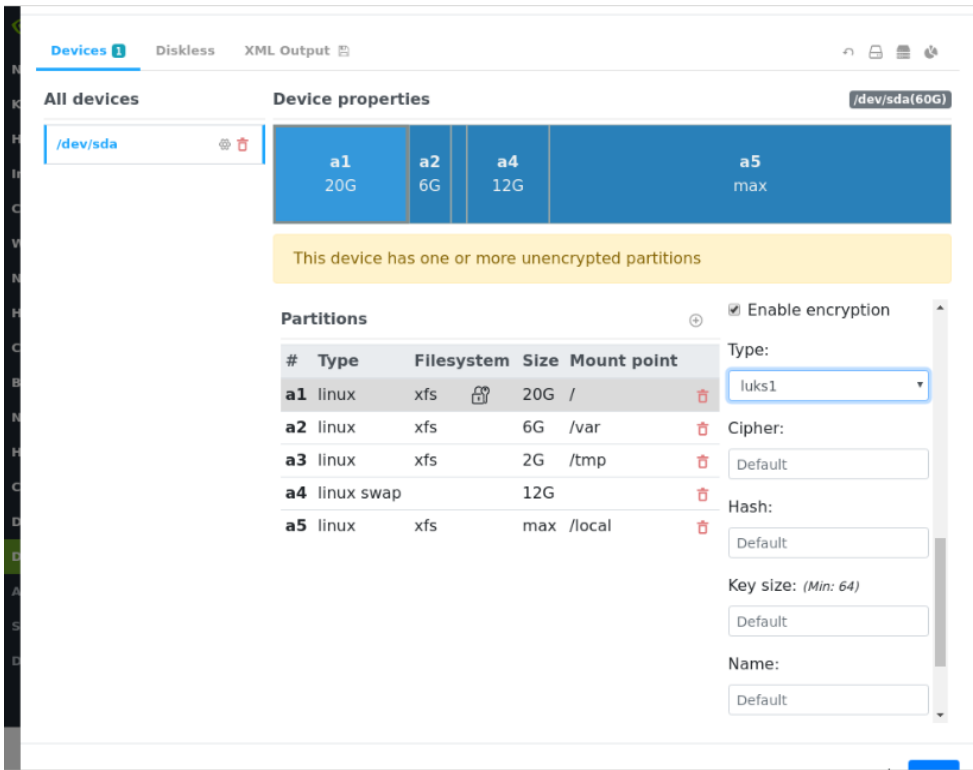 Devices 1 Diskless XML Output
All devices
Device properties
/dev/sda(60G)
/dev/sda
a1 a2 a4 a5
20G 6G 12G max
This device has one or more unencrypted partitions
Partitions
# Type Filesystem Size Mount point
a1 linux xfs 20G /
a2 linux xfs 6G /var
a3 linux xfs 2G /tmp
a4 linux swap 12G
a5 linux xfs max /local
Enable encryption
Type:
luks1
Cipher:
Default
Hash:
Default
Key size: (Min: 64)
Default
Name:
Default